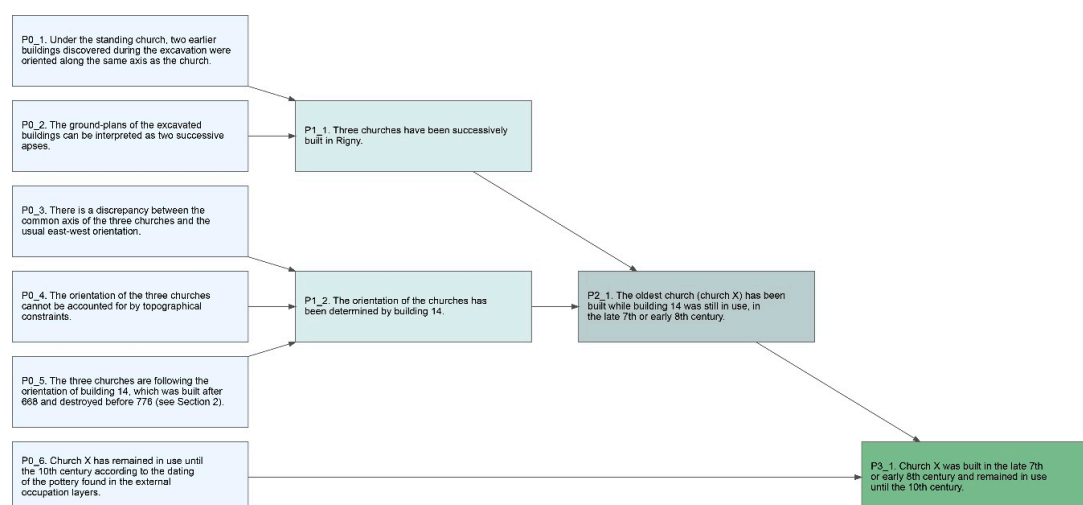 P0_1. Under the standing church, two earlier
buildings discovered during the excavation were
oriented along the same axis as the church.
P0_2. The ground-plans of the excavated
buildings can be interpreted as two successive
apses.
P1_1. Three churches have been successively
built in Rigny.
P0_3. There is a discrepancy between the
common axis of the three churches and the
usual east-west orientation.
P0_4. The orientation of the three churches
cannot be accounted for by topographical
constraints.
P1_2. The orientation of the churches has
been determined by building 14.
P2_1. The oldest church (church X) has been
built while building 14 was still in use, in
the late 7th or early 8th century.
P0_5. The three churches are following the
orientation of building 14, which was built after
668 and destroyed before 776 (see Section 2).
P0_6. Church X has remained in use until
the 10th century according to the dating
of the pottery found in the external
occupation layers.
P3_1. Church X was built in the late 7th
or early 8th century and remained in use
until the 10th century.